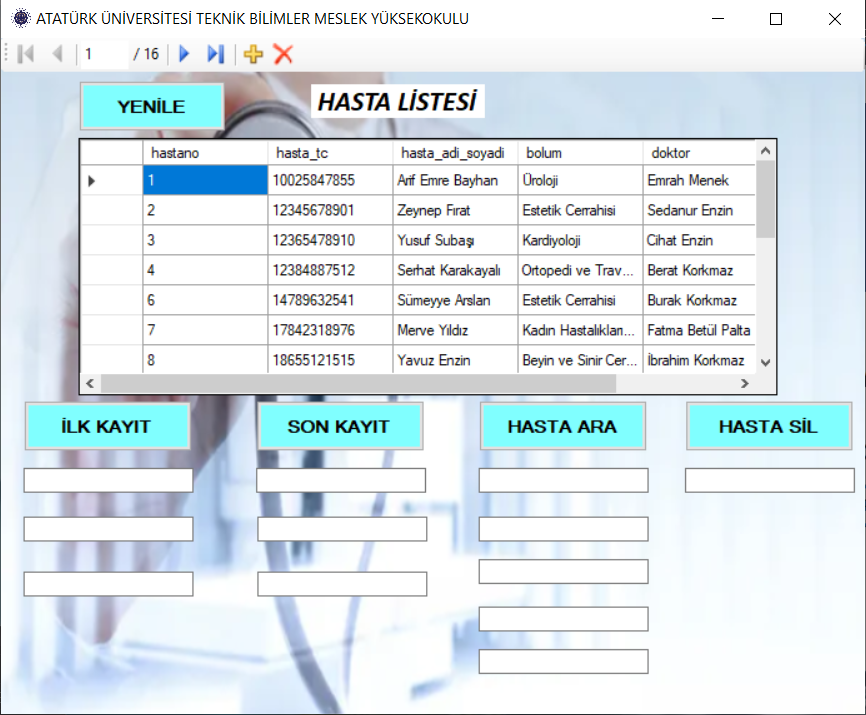 ATATÜRK ÜNİVERSİTESİ TEKNİK BİLİMLER MESLEK YÜKSEKOKULU
1 / 16
YENİLE
HASTA LİSTESİ
hastano hasta_tc hasta_adi_soyadi bolum doktor
1 10025847855 Arif Emre Bayhan Üroloji Emrah Menek
2 12345678901 Zeynep Fırat Estetik Cerrahisi Sedanur Enzin
3 12365478910 Yusuf Subaşı Kardiyoloji Cihat Enzin
4 12384887512 Serhat Karakayalı Ortopedi ve Trav... Berat Korkmaz
6 14789632541 Sümeyye Arslan Estetik Cerrahisi Burak Korkmaz
7 17842318976 Merve Yıldız Kadın Hastalıkları... Fatma Betül Palta
8 18655121515 Yavuz Enzin Beyin ve Sinir Cer... İbrahim Korkmaz
İLK KAYIT SON KAYIT HASTA ARA HASTA SİL